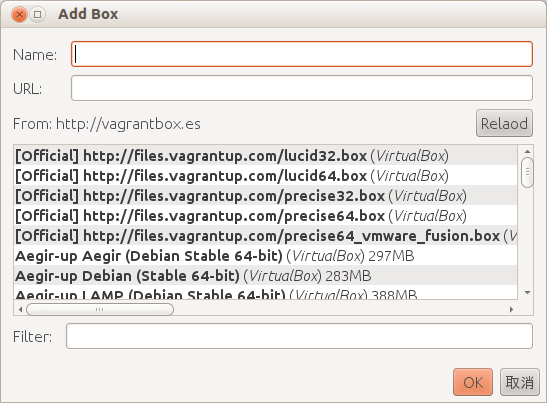 Add Box
Name:
URL:
From: http://vagrantbox.es
Relaod
[Official] http://files.vagrantup.com/lucid32.box (VirtualBox)
[Official] http://files.vagrantup.com/lucid64.box (VirtualBox)
[Official] http://files.vagrantup.com/precise32.box (VirtualBox)
[Official] http://files.vagrantup.com/precise64.box (VirtualBox)
[Official] http://files.vagrantup.com/precise64_vmware_fusion.box (V
Aegir-up Aegir (Debian Stable 64-bit) (VirtualBox) 297MB
Aegir-up Debian (Stable 64-bit) (VirtualBox) 283MB
Aegir-up LAMP (Debian Stable 64-bit) (VirtualBox) 388MB
Filter:
OK
取消